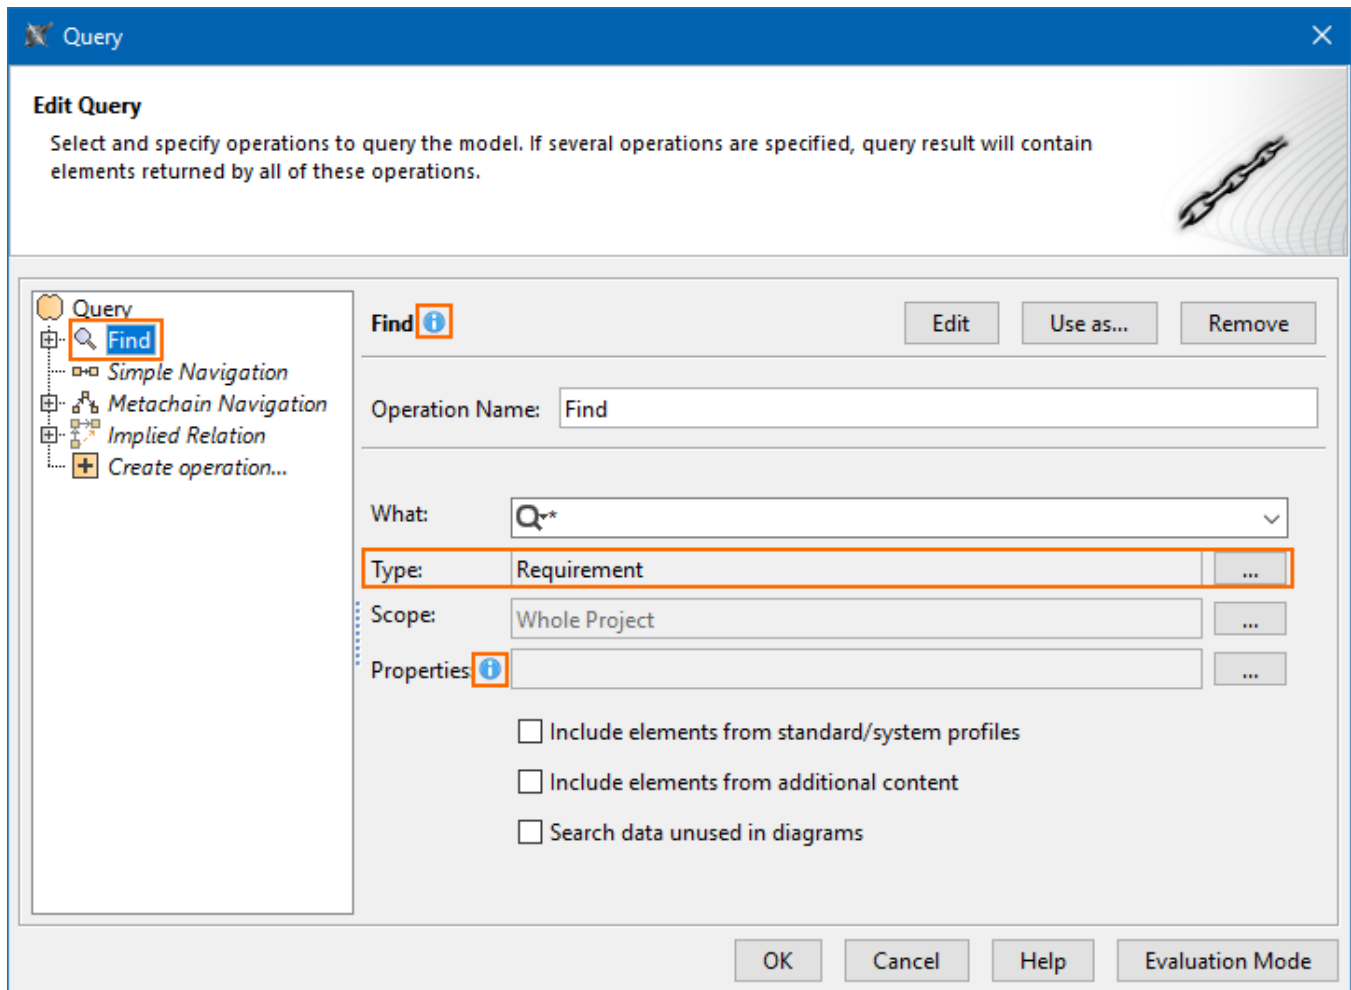 Query
Edit Query
Select and specify operations to query the model. If several operations are specified, query result will contain
elements returned by all of these operations.
Query
Find
Simple Navigation
Metachain Navigation
Implied Relation
Create operation...
Find
Edit
Use as...
Remove
Operation Name: Find
What: *
Type: Requirement ...
Scope: Whole Project ...
Properties: ...
Include elements from standard/system profiles
Include elements from additional content
Search data unused in diagrams
OK
Cancel
Help
Evaluation Mode